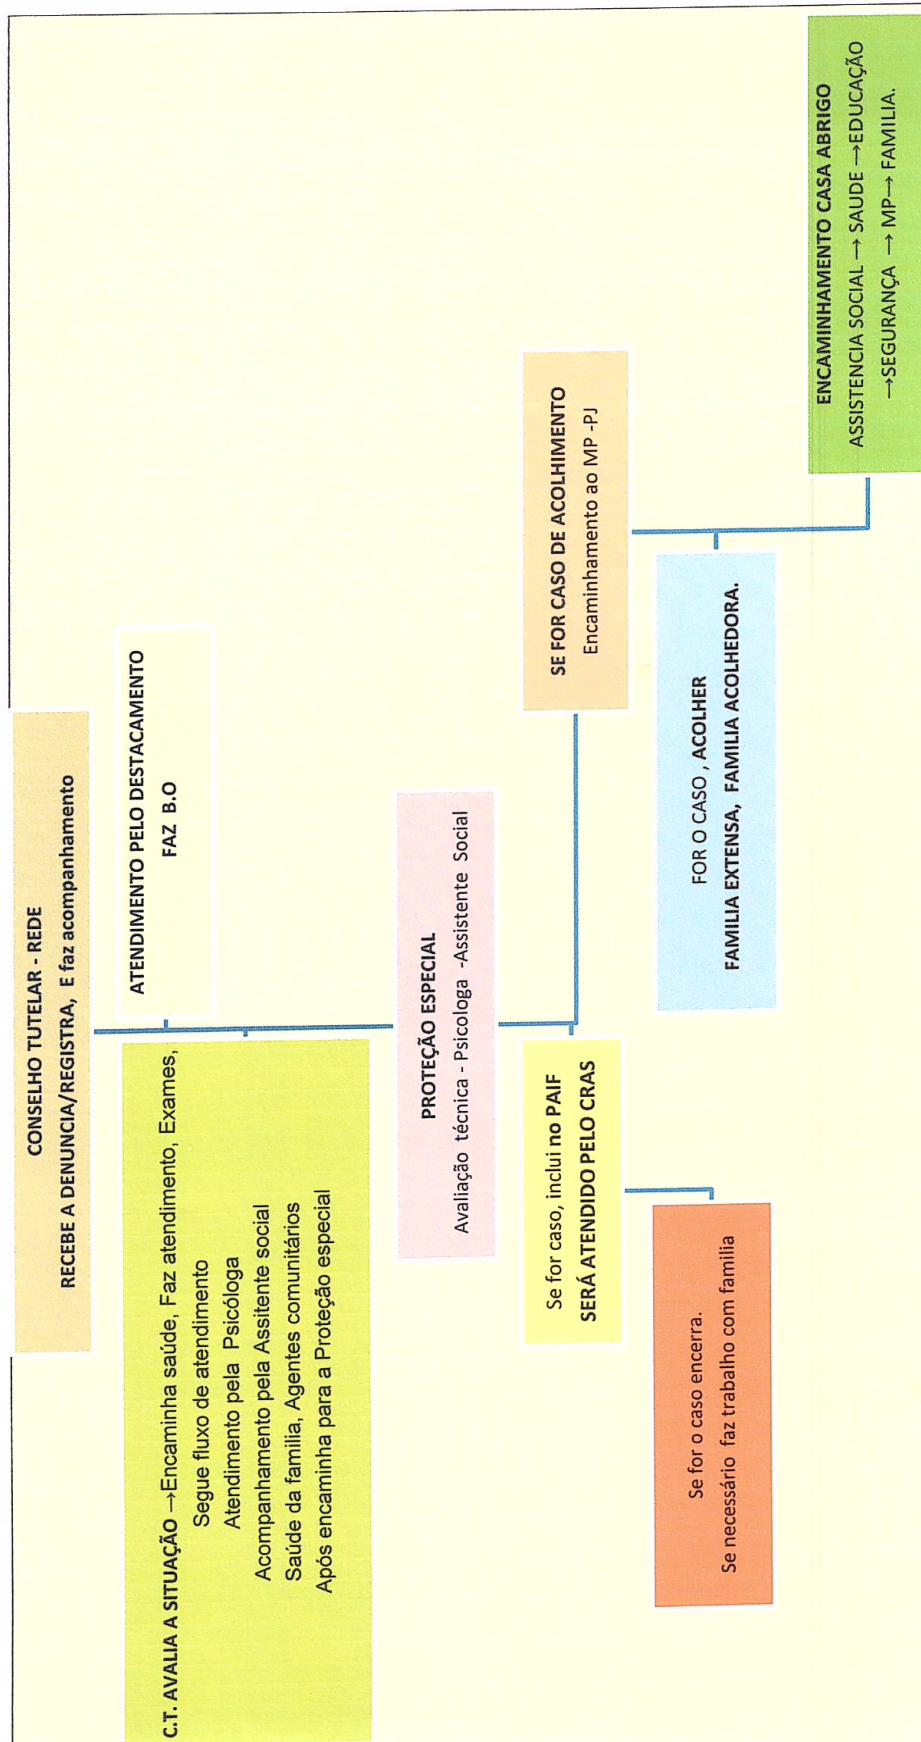 CONSELHO TUTELAR - REDE
RECEBE A DENUNCIA/REGISTRA, E faz acompanhamento
ATENDIMENTO PELO DESTACAMENTO
FAZ B.O
C.T. AVALIA A SITUAÇÃO →Encaminha saúde, Faz atendimento, Exames,
Segue fluxo de atendimento
Atendimento pela Psicóloga
Acompanhamento pela Assitente social
Saúde da familia, Agentes comunitários
Após encaminha para a Proteção especial
PROTEÇÃO ESPECIAL
Avaliação técnica - Psicologa -Assistente Social
Se for caso, inclui no PAIF
SERÁ ATENDIDO PELO CRAS
SE FOR CASO DE ACOLHIMENTO
Encaminhamento ao MP -PJ
Se for o caso encerra.
Se necessário faz trabalho com familia
FOR O CASO , ACOLHER
FAMILIA EXTENSA, FAMILIA ACOLHEDORA.
ENCAMINHAMENTO CASA ABRIGO
ASSISTENCIA SOCIAL → SAUDE →EDUCAÇÃO
→SEGURANÇA → MP→ FAMILIA.